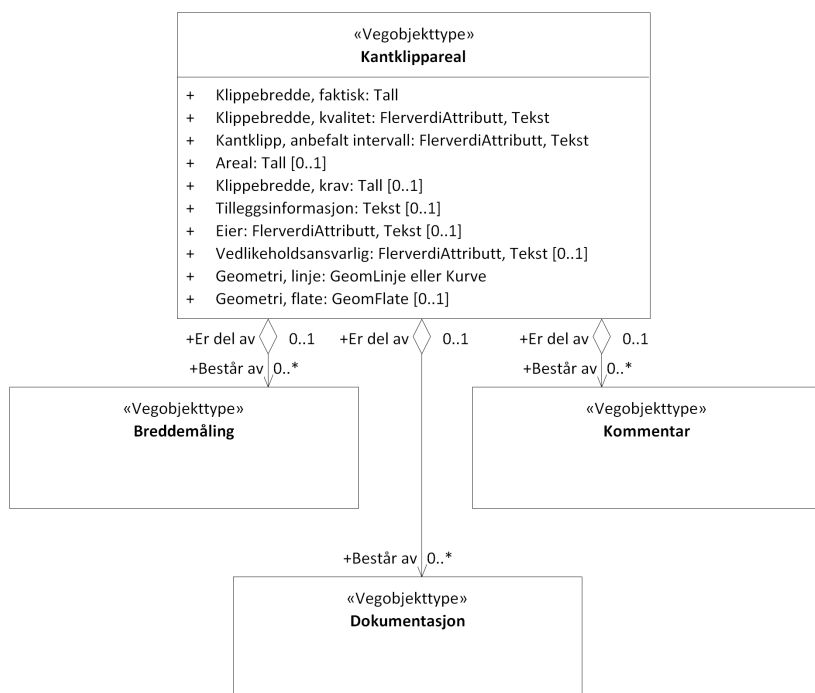 «Vegobjekttype»
Kantklippareal
+ Klippebredde, faktisk: Tall
+ Klippebredde, kvalitet: FlerverdiAttributt, Tekst
+ Kantklipp, anbefalt intervall: FlerverdiAttributt, Tekst
+ Areal: Tall [0..1]
+ Klippebredde, krav: Tall [0..1]
+ Tilleggsinformasjon: Tekst [0..1]
+ Eier: FlerverdiAttributt, Tekst [0..1]
+ Vedlikeholdsansvarlig: FlerverdiAttributt, Tekst [0..1]
+ Geometri, linje: GeomLinje eller Kurve
+ Geometri, flate: GeomFlate [0..1]
+Er del av 0..1 +Er del av 0..1 +Er del av 0..1
+Består av 0..* +Består av 0..*
«Vegobjekttype» «Vegobjekttype»
Breddemåling Kommentar
+Består av 0..*
«Vegobjekttype»
Dokumentasjon